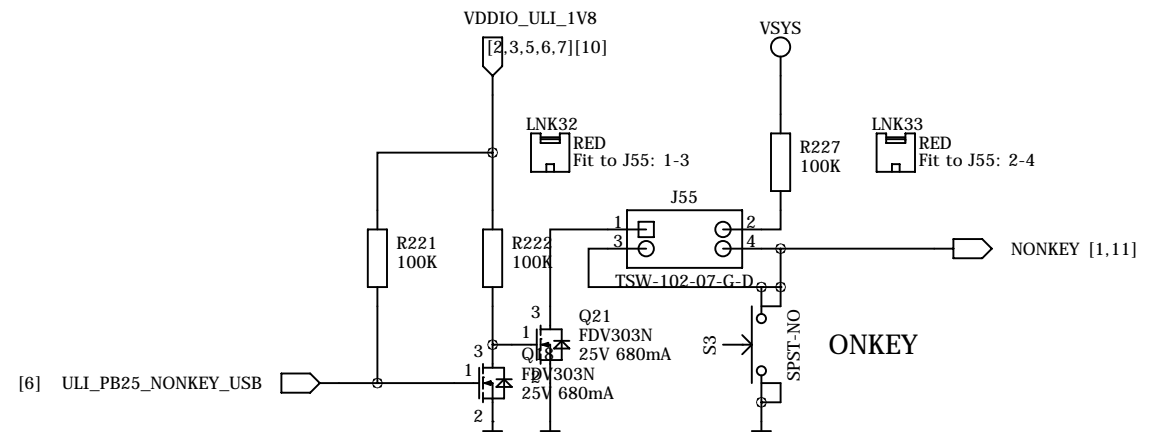 VDDIO_ULI_1V8
[2,3,5,6,7][10]
VSYS
LNK32
RED
Fit to J55: 1-3
LNK33
RED
Fit to J55: 2-4
R227
100K
J55
1
2
3
4
TSW-102-07-G-D
NONKEY [1,11]
R221
100K
R222
100K
3
1
2
Q21
FDV303N
25V 680mA
3
1
2
Q18
FDV303N
25V 680mA
S3
SPST-NO
ONKEY
[6] ULI_PB25_NONKEY_USB